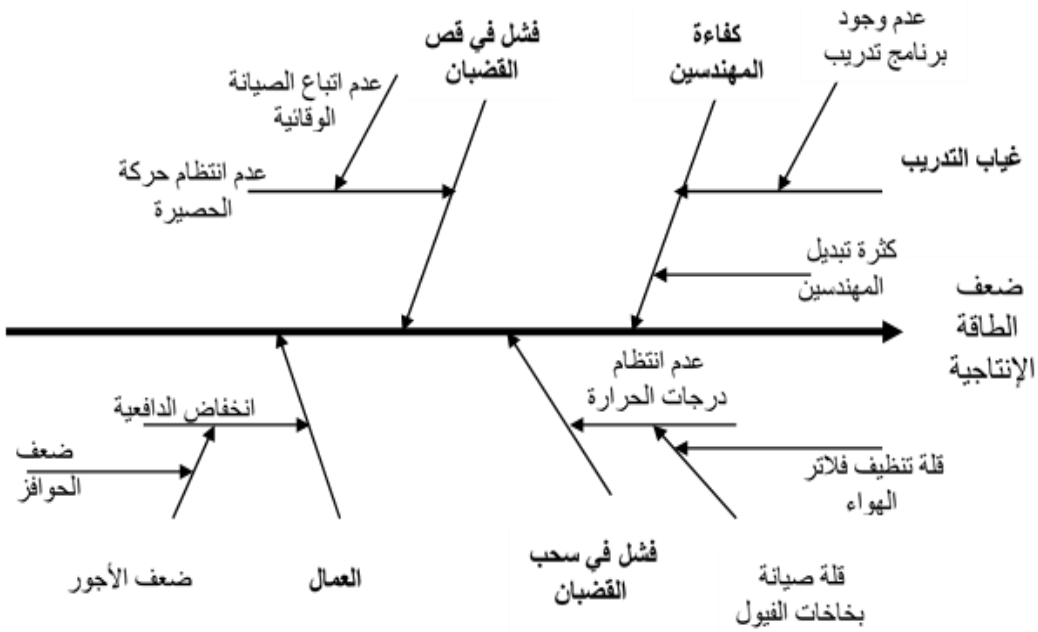 عدم وجود
برنامج تدريب
كفاءة
المهندسين
فشل في قص
القضبان
عدم اتباع الصيانة
الوقائية
غياب التدريب
عدم انتظام حركة
الحصيرة
كثرة تبديل
المهندسين
ضعف
الطاقة
الإنتاجية
عدم انتظام
درجات الحرارة
انخفاض الدافعية
قلة تنظيف فلاتر
الهواء
ضعف
الحوافز
فشل في سحب
القضبان
العمال
ضعف الأجور
قلة صيانة
بخاخات الفيول